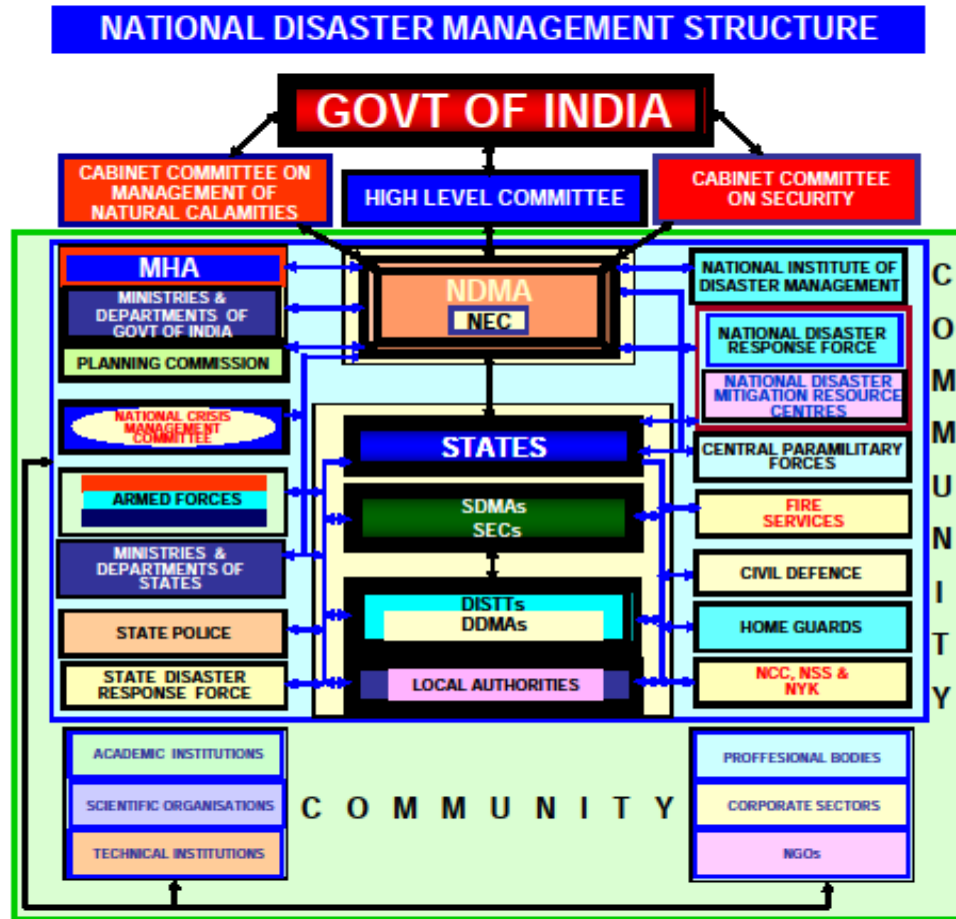 NATIONAL DISASTER MANAGEMENT STRUCTURE
GOVT OF INDIA
CABINET COMMITTEE ON
MANAGEMENT OF
NATURAL CALAMITIES
HIGH LEVEL COMMITTEE
CABINET COMMITTEE
ON SECURITY
MHA
MINISTRIES &
DEPARTMENTS OF
GOVT OF INDIA
PLANNING COMMISSION
NATIONAL CRISIS
MANAGEMENT
COMMITTEE
ARMED FORCES
MINISTRIES &
DEPARTMENTS OF
STATES
STATE POLICE
STATE DISASTER
RESPONSE FORCE
NDMA
NEC
STATES
SDMAs
SECs
DISTTs
DDMAs
LOCAL AUTHORITIES
NATIONAL INSTITUTE OF
DISASTER MANAGEMENT
NATIONAL DISASTER
RESPONSE FORCE
NATIONAL DISASTER
MITIGATION RESOURCE
CENTRES
CENTRAL PARAMILITARY
FORCES
FIRE
SERVICES
CIVIL DEFENCE
HOME GUARDS
NCC, NSS &
NYK
COMMUNITY
ACADEMIC INSTITUTIONS
SCIENTIFIC ORGANISATIONS
TECHNICAL INSTITUTIONS
COMMUNITY
PROFFESIONAL BODIES
CORPORATE SECTORS
NGOs